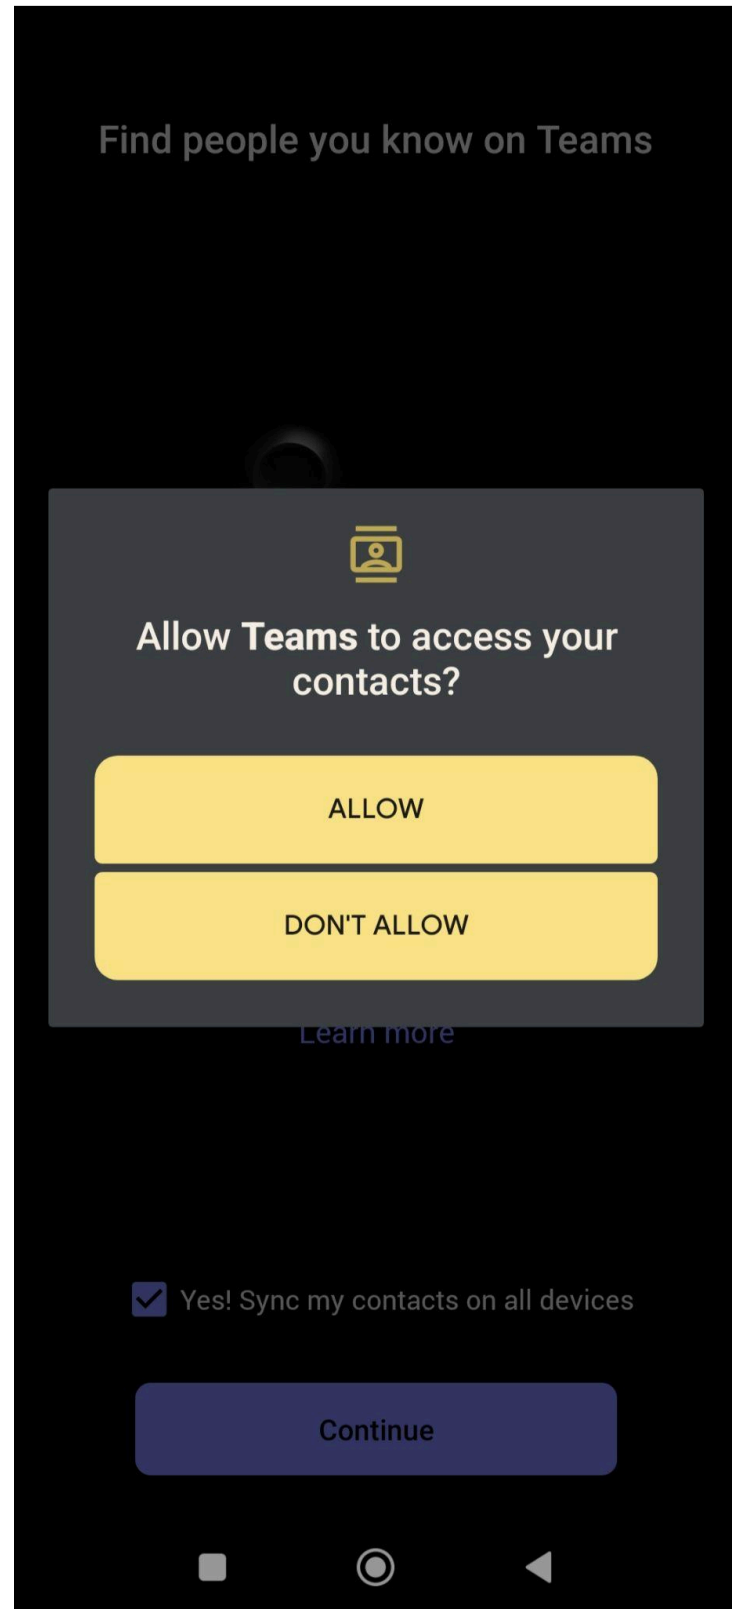 Find people you know on Teams
Allow Teams to access your
contacts?
ALLOW
DON'T ALLOW
Learn more
Yes! Sync my contacts on all devices
Continue